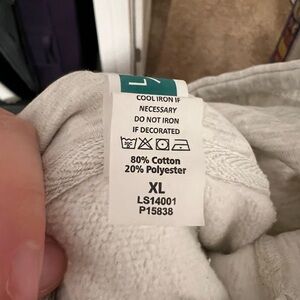 COOL IRON IF
NECESSARY
DO NOT IRON
IF DECORATED
80% Cotton
20% Polyester
XL
LS14001
P15838